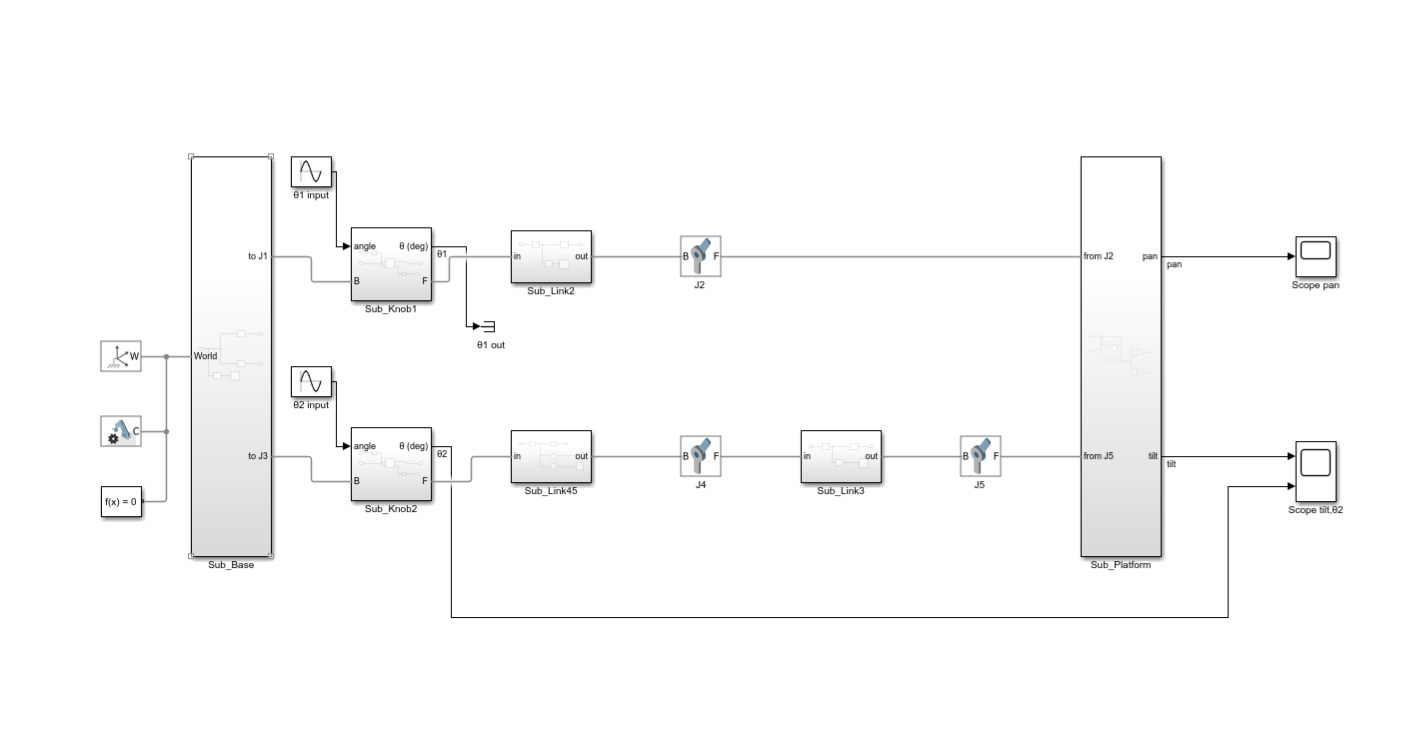 θ1 input
to J1
angle
θ (deg)
θ1
B
F
Sub_Knob1
in
out
Sub_Link2
B
F
J2
from J2
pan
pan
Scope pan
θ1 out
W
World
C
f(x) = 0
θ2 input
to J3
angle
θ (deg)
θ2
B
F
Sub_Knob2
in
out
Sub_Link45
B
F
J4
in
out
Sub_Link3
B
F
J5
from J5
tilt
tilt
Scope tilt,θ2
Sub_Base
Sub_Platform